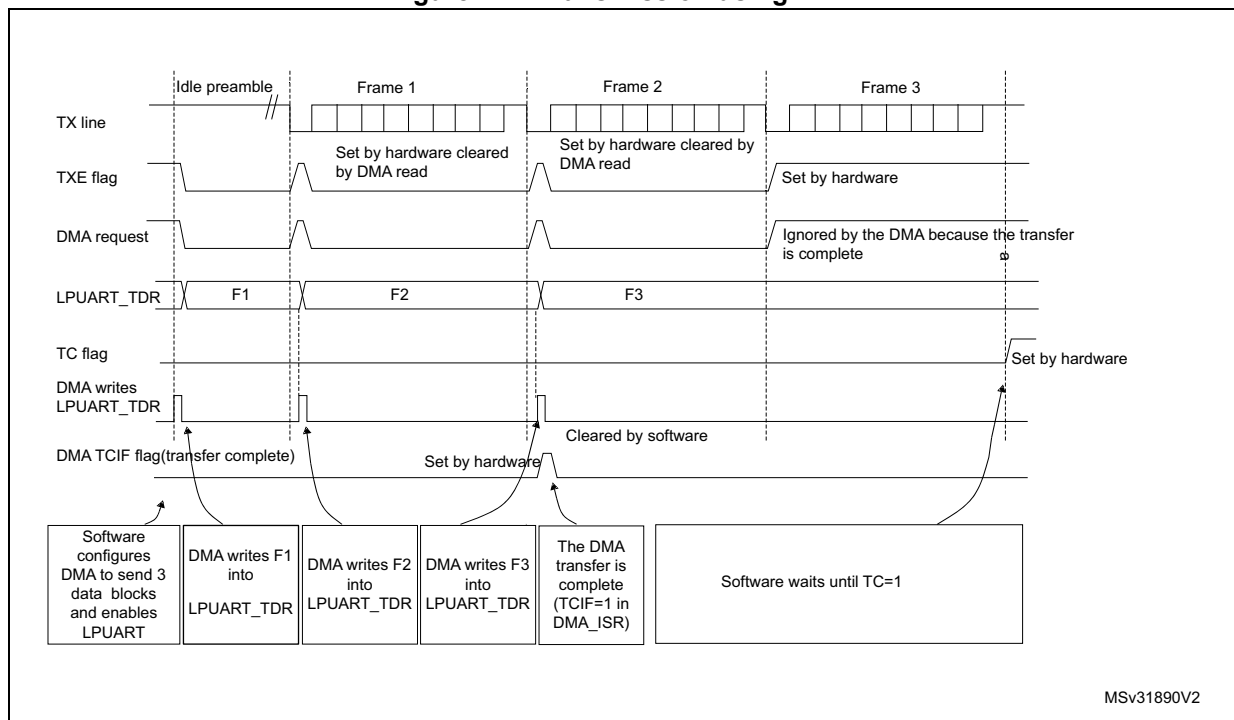 Idle preamble
Frame 1
Frame 2
Frame 3
TX line
Set by hardware cleared
by DMA read
Set by hardware cleared by
DMA read
TXE flag
Set by hardware
DMA request
Ignored by the DMA because the transfer
is complete
a
LPUART_TDR
F1
F2
F3
TC flag
Set by hardware
DMA writes
LPUART_TDR
Cleared by software
DMA TCIF flag(transfer complete)
Set by hardware
Software
configures
DMA to send 3
data blocks
and enables
LPUART
DMA writes F1
into
LPUART_TDR
DMA writes F2
into
LPUART_TDR
DMA writes F3
into
LPUART_TDR
The DMA
transfer is
complete
(TCIF=1 in
DMA_ISR)
Software waits until TC=1
MSv31890V2